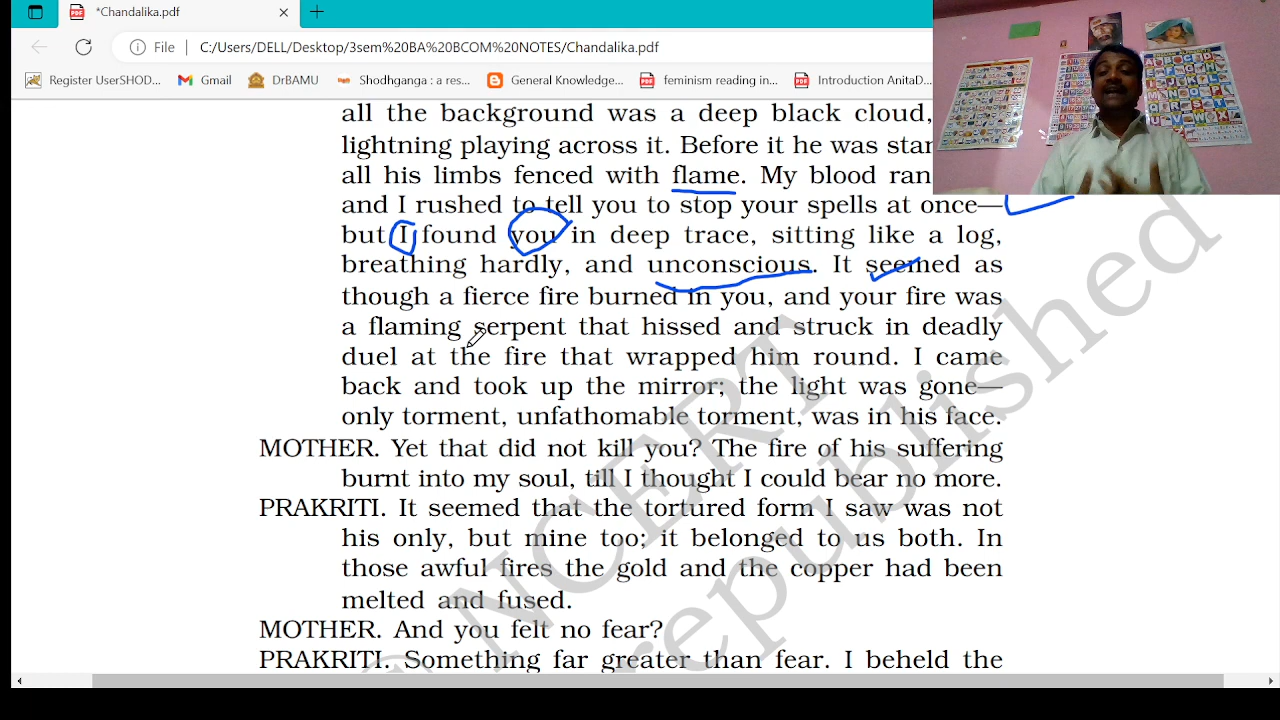 *Chandalika.pdf
File C:/Users/DELL/Desktop/3sem%20BA%20BCOM%20NOTES/Chandalika.pdf
Register UserSHOD... Gmail DrBAMU Shodhganga : a res... General Knowledge... feminism reading in... Introduction AnitaD...
all the background was a deep black cloud,
lightning playing across it. Before it he was
all his limbs fenced with flame. My blood ran
and I rushed to tell you to stop your spells at once—
but I found you in deep trace, sitting like a log,
breathing hardly, and unconscious. It seemed as
though a fierce fire burned in you, and your fire was
a flaming serpent that hissed and struck in deadly
duel at the fire that wrapped him round. I came
back and took up the mirror; the light was gone—
only torment, unfathomable torment, was in his face.
MOTHER. Yet that did not kill you? The fire of his suffering
burnt into my soul, till I thought I could bear no more.
PRAKRITI. It seemed that the tortured form I saw was not
his only, but mine too; it belonged to us both. In
those awful fires the gold and the copper had been
melted and fused.
MOTHER. And you felt no fear?
PRAKRITI. Something far greater than fear. I beheld the
NCERT
republished